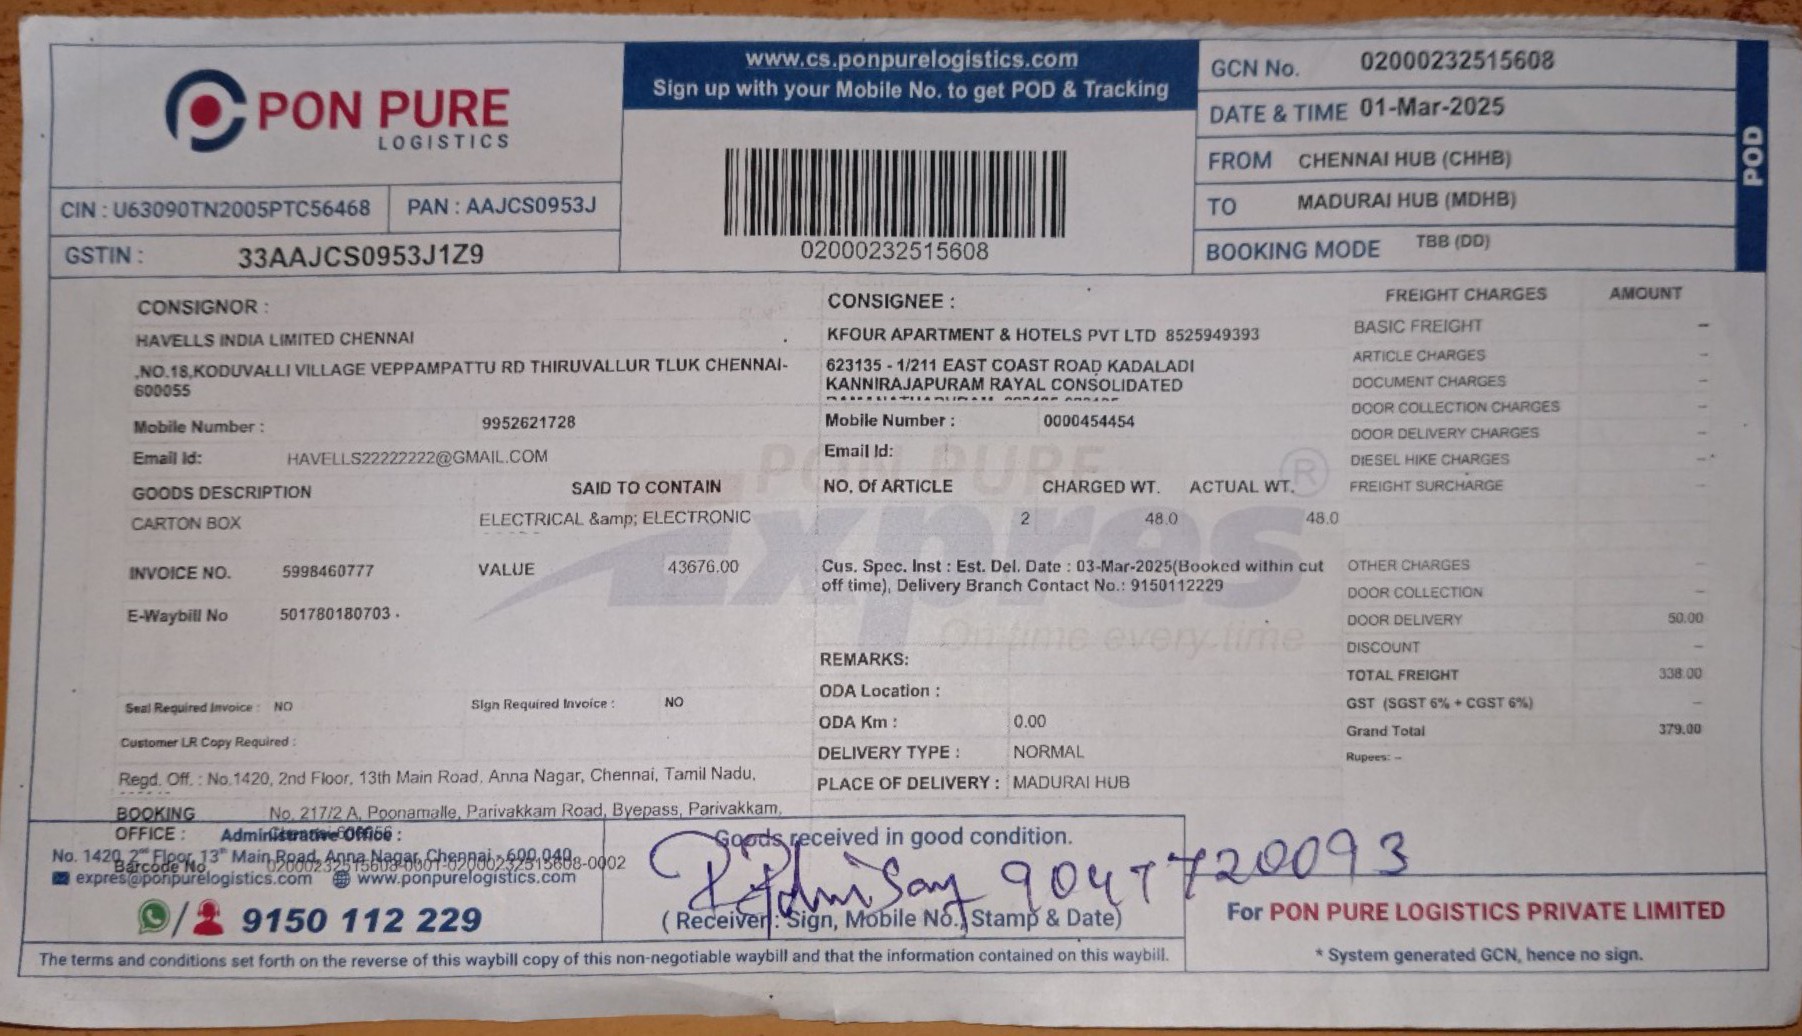 PON PURE
LOGISTICS
CIN : U63090TN2005PTC56468
PAN : AAJCS0953J
GSTIN :
33AAJCS0953J1Z9
www.cs.ponpurelogistics.com
Sign up with your Mobile No. to get POD & Tracking
02000232515608
GCN No. 02000232515608
DATE & TIME 01-Mar-2025
FROM CHENNAI HUB (CHHB)
TO MADURAI HUB (MDHB)
BOOKING MODE TBB (DD)
POD
CONSIGNOR :
HAVELLS INDIA LIMITED CHENNAI
,NO.18,KODUVALLI VILLAGE VEPPAMPATTU RD THIRUVALLUR TLUK CHENNAI-
600055
Mobile Number : 9952621728
Email Id: HAVELLS22222222@GMAIL.COM
CONSIGNEE :
KFOUR APARTMENT & HOTELS PVT LTD 8525949393
623135 - 1/211 EAST COAST ROAD KADALADI
KANNIRAJAPURAM RAYAL CONSOLIDATED
Mobile Number : 0000454454
Email Id:
GOODS DESCRIPTION SAID TO CONTAIN NO. Of ARTICLE CHARGED WT. ACTUAL WT.
CARTON BOX ELECTRICAL &amp; ELECTRONIC 2 48.0 48.0
PON PURE
Expres ®
On time every time
INVOICE NO. 5998460777 VALUE 43676.00
E-Waybill No 501780180703
Cus. Spec. Inst : Est. Del. Date : 03-Mar-2025(Booked within cut
off time), Delivery Branch Contact No.: 9150112229
REMARKS:
ODA Location :
ODA Km : 0.00
DELIVERY TYPE : NORMAL
PLACE OF DELIVERY : MADURAI HUB
Seal Required Invoice : NO Sign Required Invoice : NO
Customer LR Copy Required :
Regd. Off. : No.1420, 2nd Floor, 13th Main Road, Anna Nagar, Chennai, Tamil Nadu,
BOOKING
OFFICE :
No. 217/2 A, Poonamalle, Parivakkam Road, Byepass, Parivakkam,
FREIGHT CHARGES AMOUNT
BASIC FREIGHT –
ARTICLE CHARGES –
DOCUMENT CHARGES –
DOOR COLLECTION CHARGES –
DOOR DELIVERY CHARGES –
DIESEL HIKE CHARGES –
FREIGHT SURCHARGE –
OTHER CHARGES –
DOOR COLLECTION –
DOOR DELIVERY 50.00
DISCOUNT –
TOTAL FREIGHT 338.00
GST (SGST 6% + CGST 6%) –
Grand Total 379.00
Rupees: –
Administrative Office :
No. 1420, 2nd Floor, 13th Main Road, Anna Nagar, Chennai - 600 040
Barcode No 02000232515608-0001-02000232515608-0002
expres@ponpurelogistics.com www.ponpurelogistics.com
9150 112 229
Goods received in good condition.
9047720093
( Receiver : Sign, Mobile No., Stamp & Date)
For PON PURE LOGISTICS PRIVATE LIMITED
The terms and conditions set forth on the reverse of this waybill copy of this non-negotiable waybill and that the information contained on this waybill.
* System generated GCN, hence no sign.